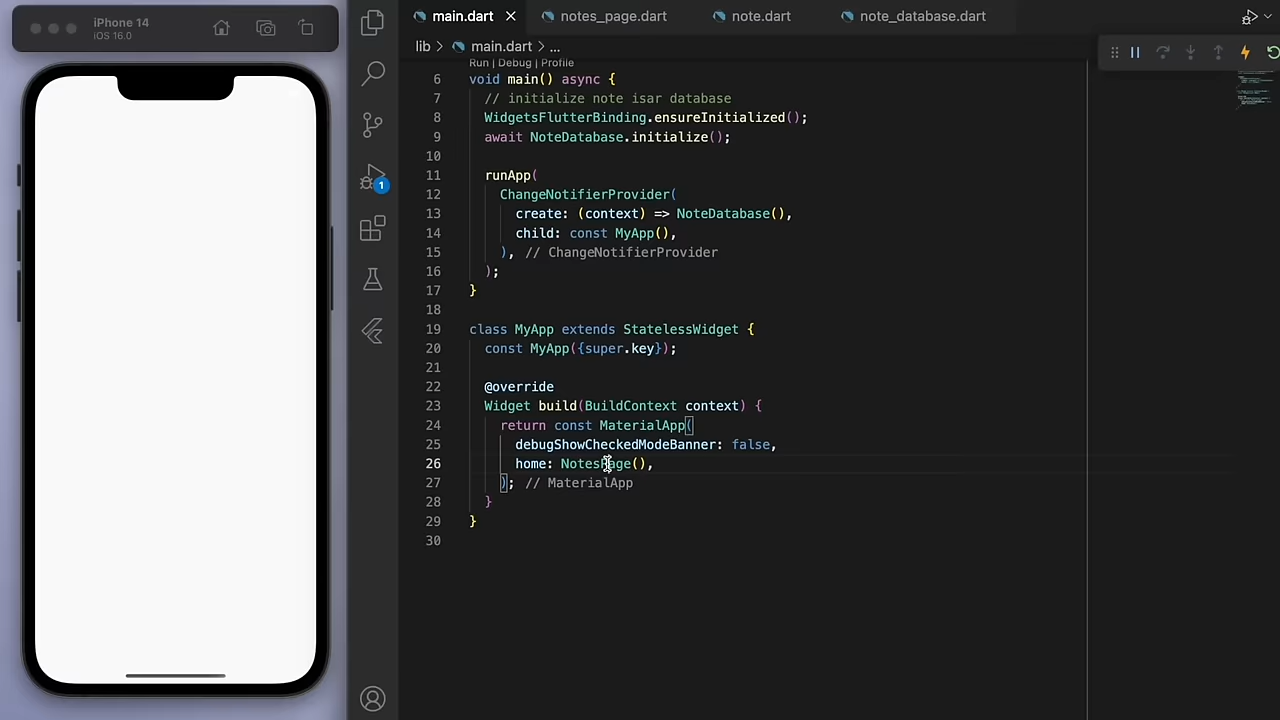 iPhone 14
iOS 16.0
main.dart
notes_page.dart
note.dart
note_database.dart
lib > main.dart > ...
Run | Debug | Profile
6 void main() async {
7 // initialize note isar database
8 WidgetsFlutterBinding.ensureInitialized();
9 await NoteDatabase.initialize();
10
11 runApp(
12 ChangeNotifierProvider(
13 create: (context) => NoteDatabase(),
14 child: const MyApp(),
15 ), // ChangeNotifierProvider
16 );
17 }
18
19 class MyApp extends StatelessWidget {
20 const MyApp({super.key});
21
22 @override
23 Widget build(BuildContext context) {
24 return const MaterialApp(
25 debugShowCheckedModeBanner: false,
26 home: NotesPage(),
27 ); // MaterialApp
28 }
29 }
30
1